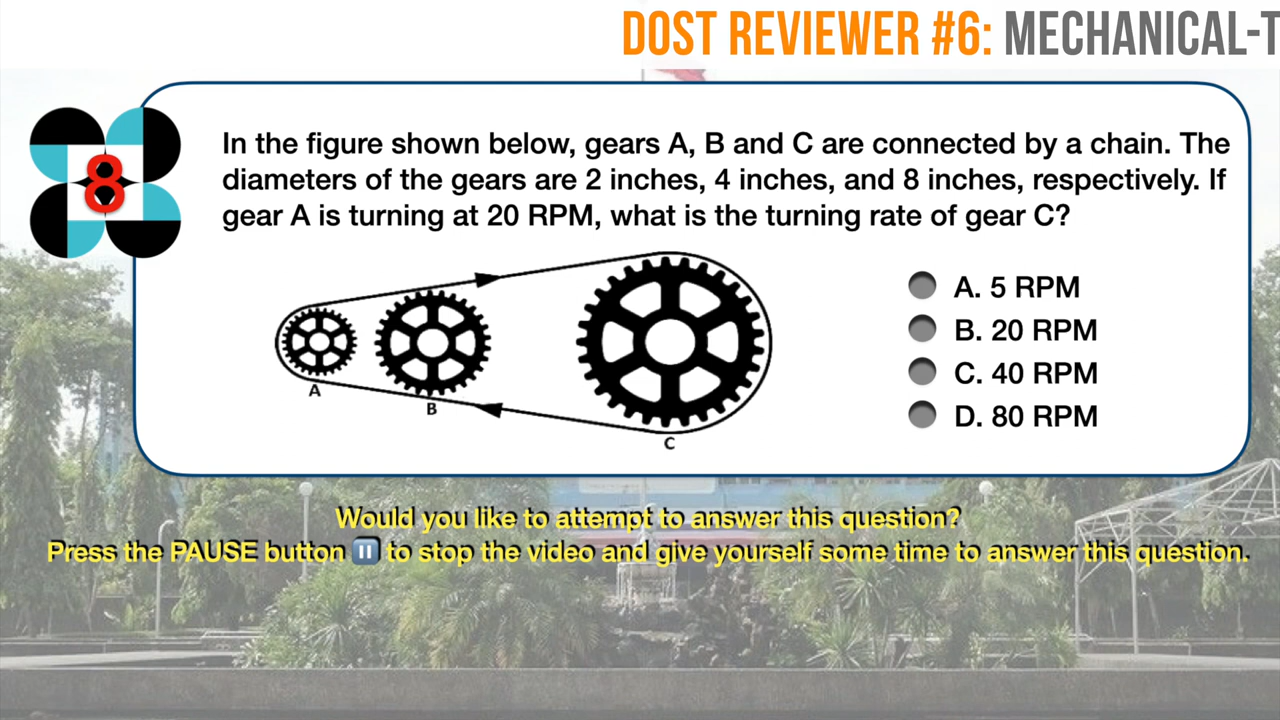 DOST REVIEWER #6: MECHANICAL-T
8
In the figure shown below, gears A, B and C are connected by a chain. The
diameters of the gears are 2 inches, 4 inches, and 8 inches, respectively. If
gear A is turning at 20 RPM, what is the turning rate of gear C?
A
B
C
A. 5 RPM
B. 20 RPM
C. 40 RPM
D. 80 RPM
Would you like to attempt to answer this question?
Press the PAUSE button ⏸ to stop the video and give yourself some time to answer this question.